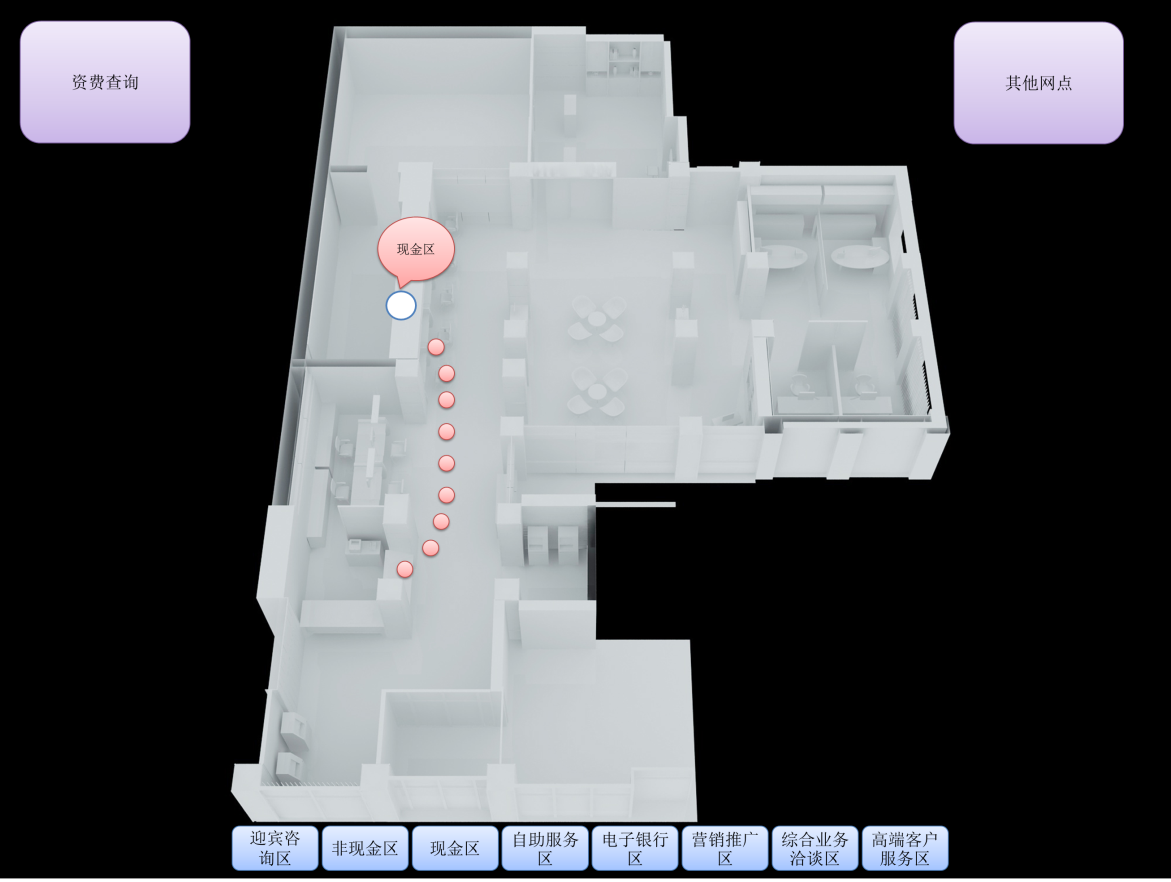 资费查询
其他网点
现金区
迎宾咨
询区
非现金区
现金区
自助服务
区
电子银行
区
营销推广
区
综合业务
洽谈区
高端客户
服务区